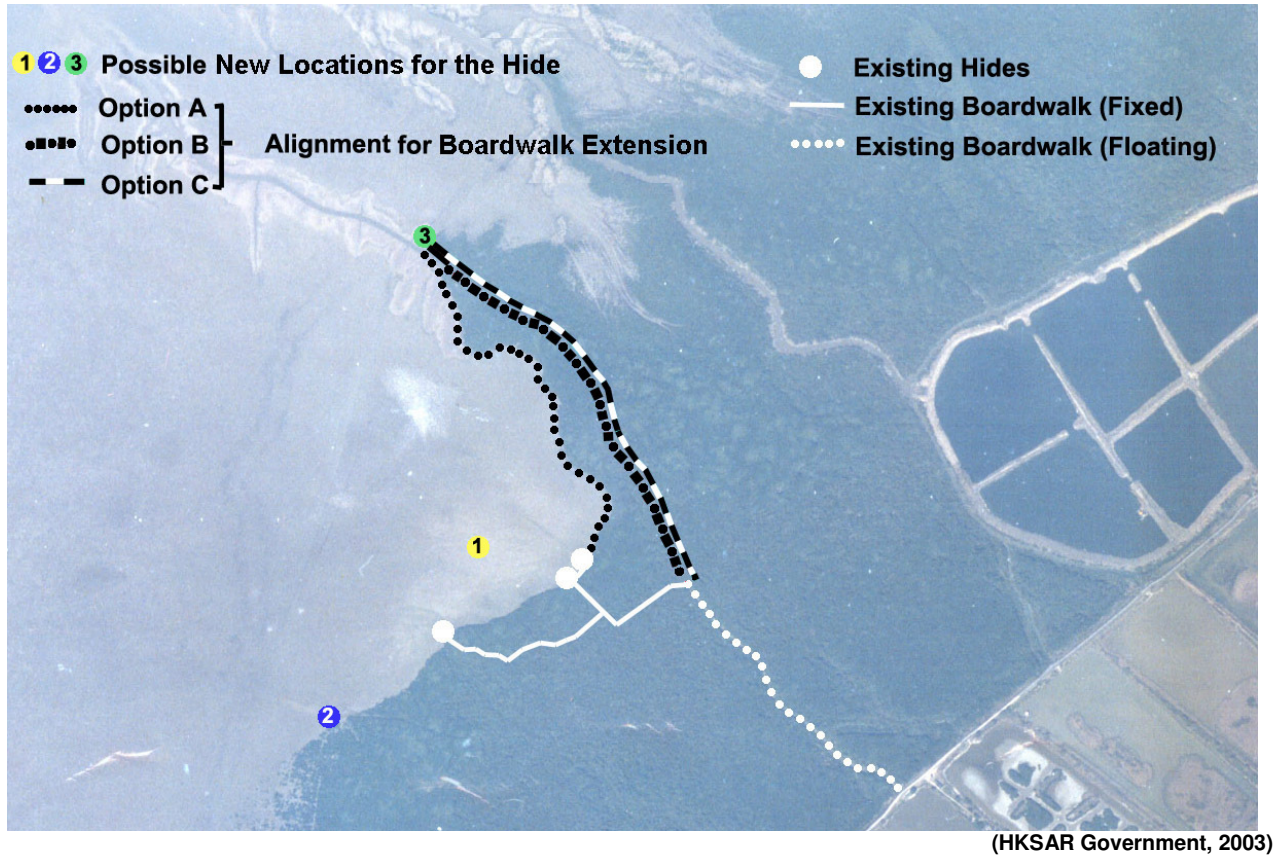 1 2 3 Possible New Locations for the Hide
Option A
Option B
Option C
Alignment for Boardwalk Extension
Existing Hides
Existing Boardwalk (Fixed)
Existing Boardwalk (Floating)
3
1
2
(HKSAR Government, 2003)